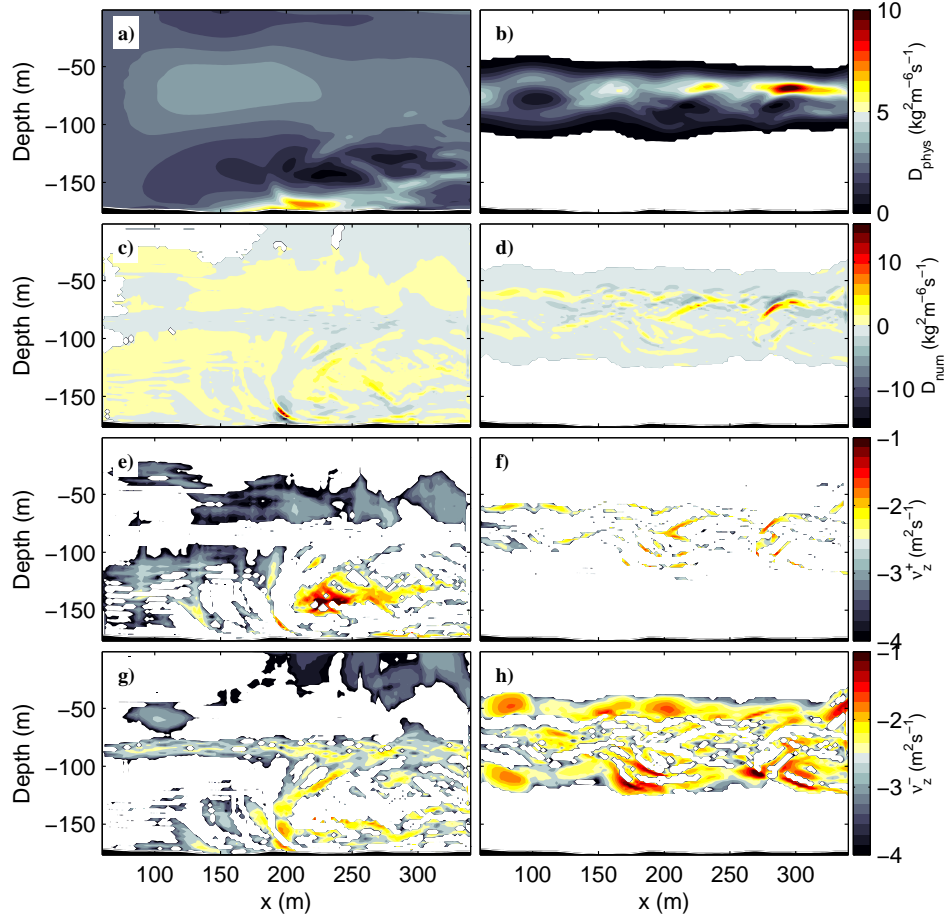 a)
b)
Depth (m)
−50
−100
−150
10
5
0
D_phys (kg²m⁻⁶s⁻¹)
c)
d)
Depth (m)
−50
−100
−150
10
0
−10
D_num (kg²m⁻⁶s⁻¹)
e)
f)
Depth (m)
−50
−100
−150
−1
−2
−3
−4
ν_z⁺ (m²s⁻¹)
g)
h)
Depth (m)
−50
−100
−150
−1
−2
−3
−4
ν_z⁻ (m²s⁻¹)
100 150 200 250 300
100 150 200 250 300
x (m)
x (m)